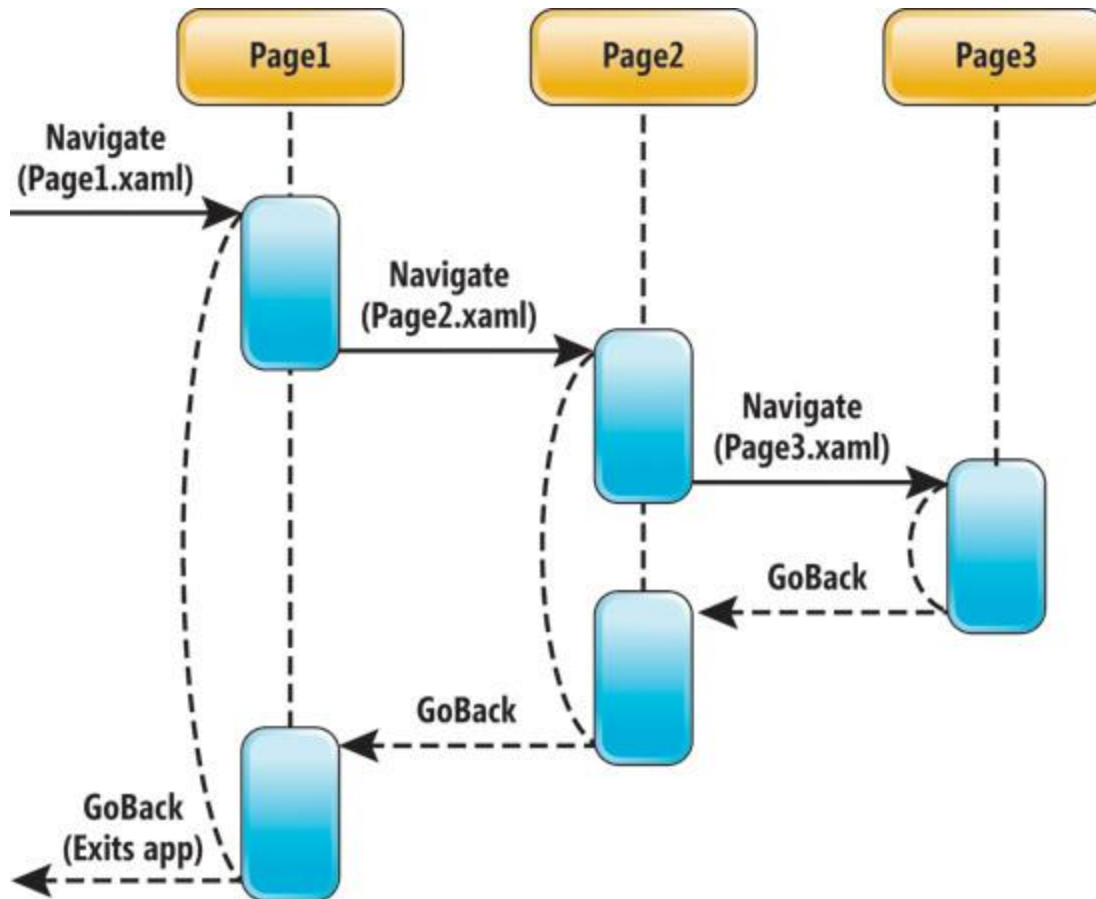 Page1
Page2
Page3
Navigate
(Page1.xaml)
Navigate
(Page2.xaml)
Navigate
(Page3.xaml)
GoBack
GoBack
GoBack
(Exits app)